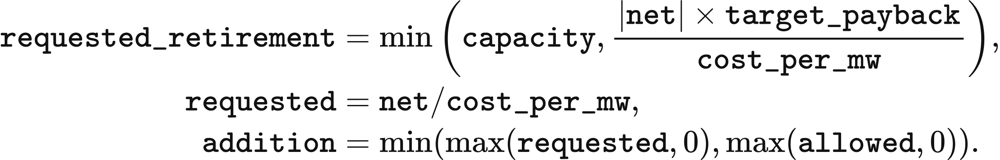 requested_retirement = min(capacity, |net| × target_payback / cost_per_mw),
requested = net/cost_per_mw,
addition = min(max(requested, 0), max(allowed, 0)).